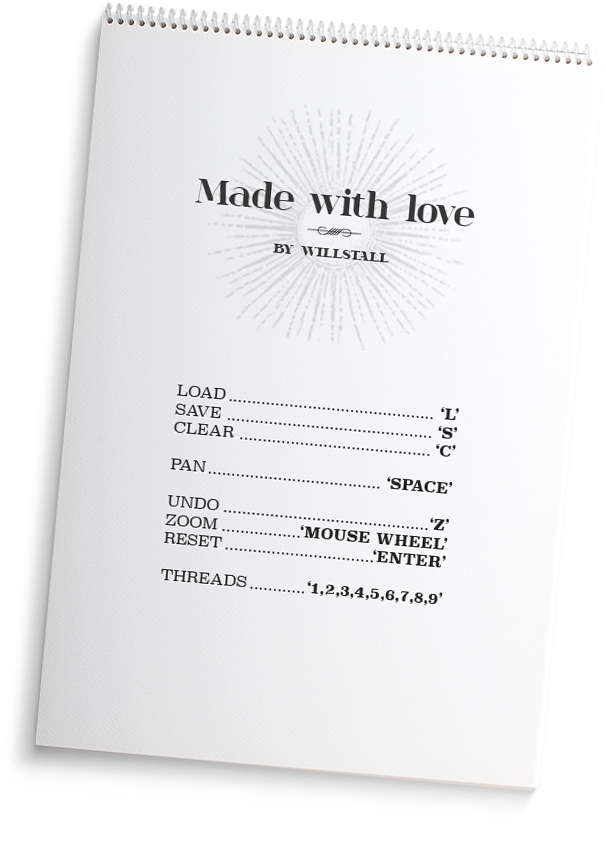 Made with love
BY WILLSTALL
LOAD ‘L’
SAVE ‘S’
CLEAR ‘C’
PAN ‘SPACE’
UNDO ‘Z’
ZOOM ‘MOUSE WHEEL’
RESET ‘ENTER’
THREADS ‘1,2,3,4,5,6,7,8,9’